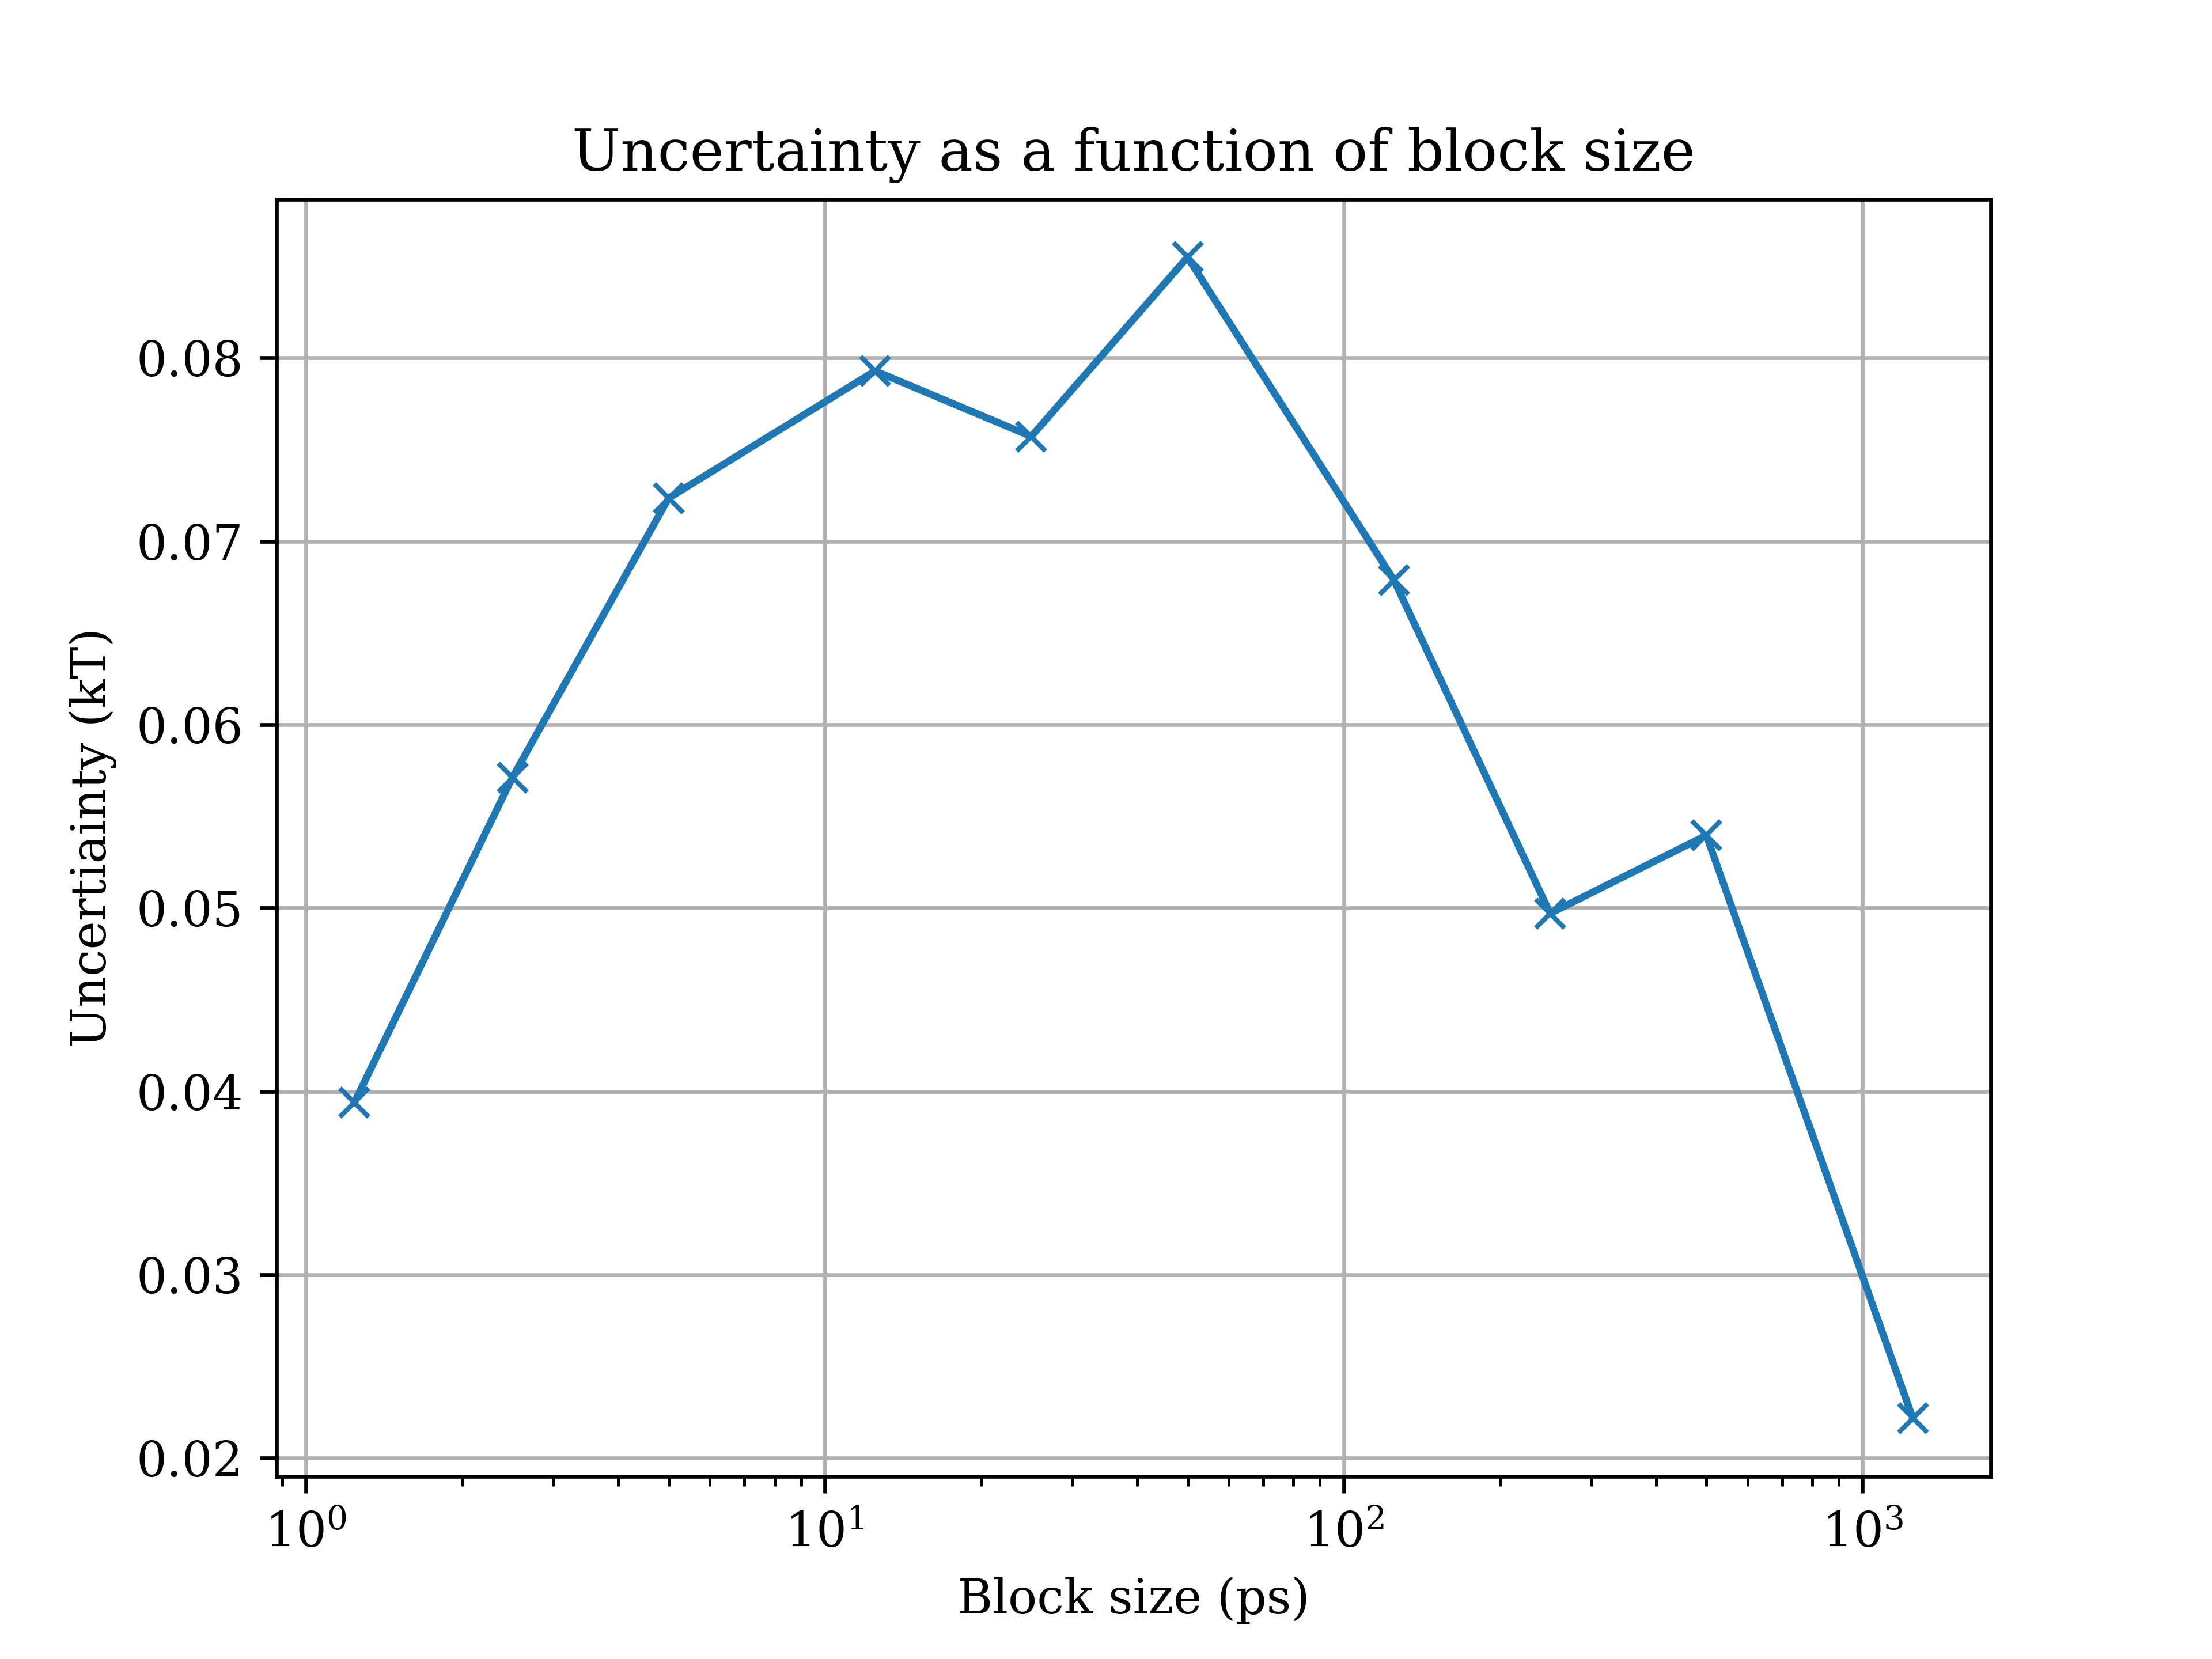 Uncertainty as a function of block size
0.08
0.07
0.06
0.05
0.04
0.03
0.02
Uncertiainty (kT)
10⁰ 10¹ 10² 10³
Block size (ps)